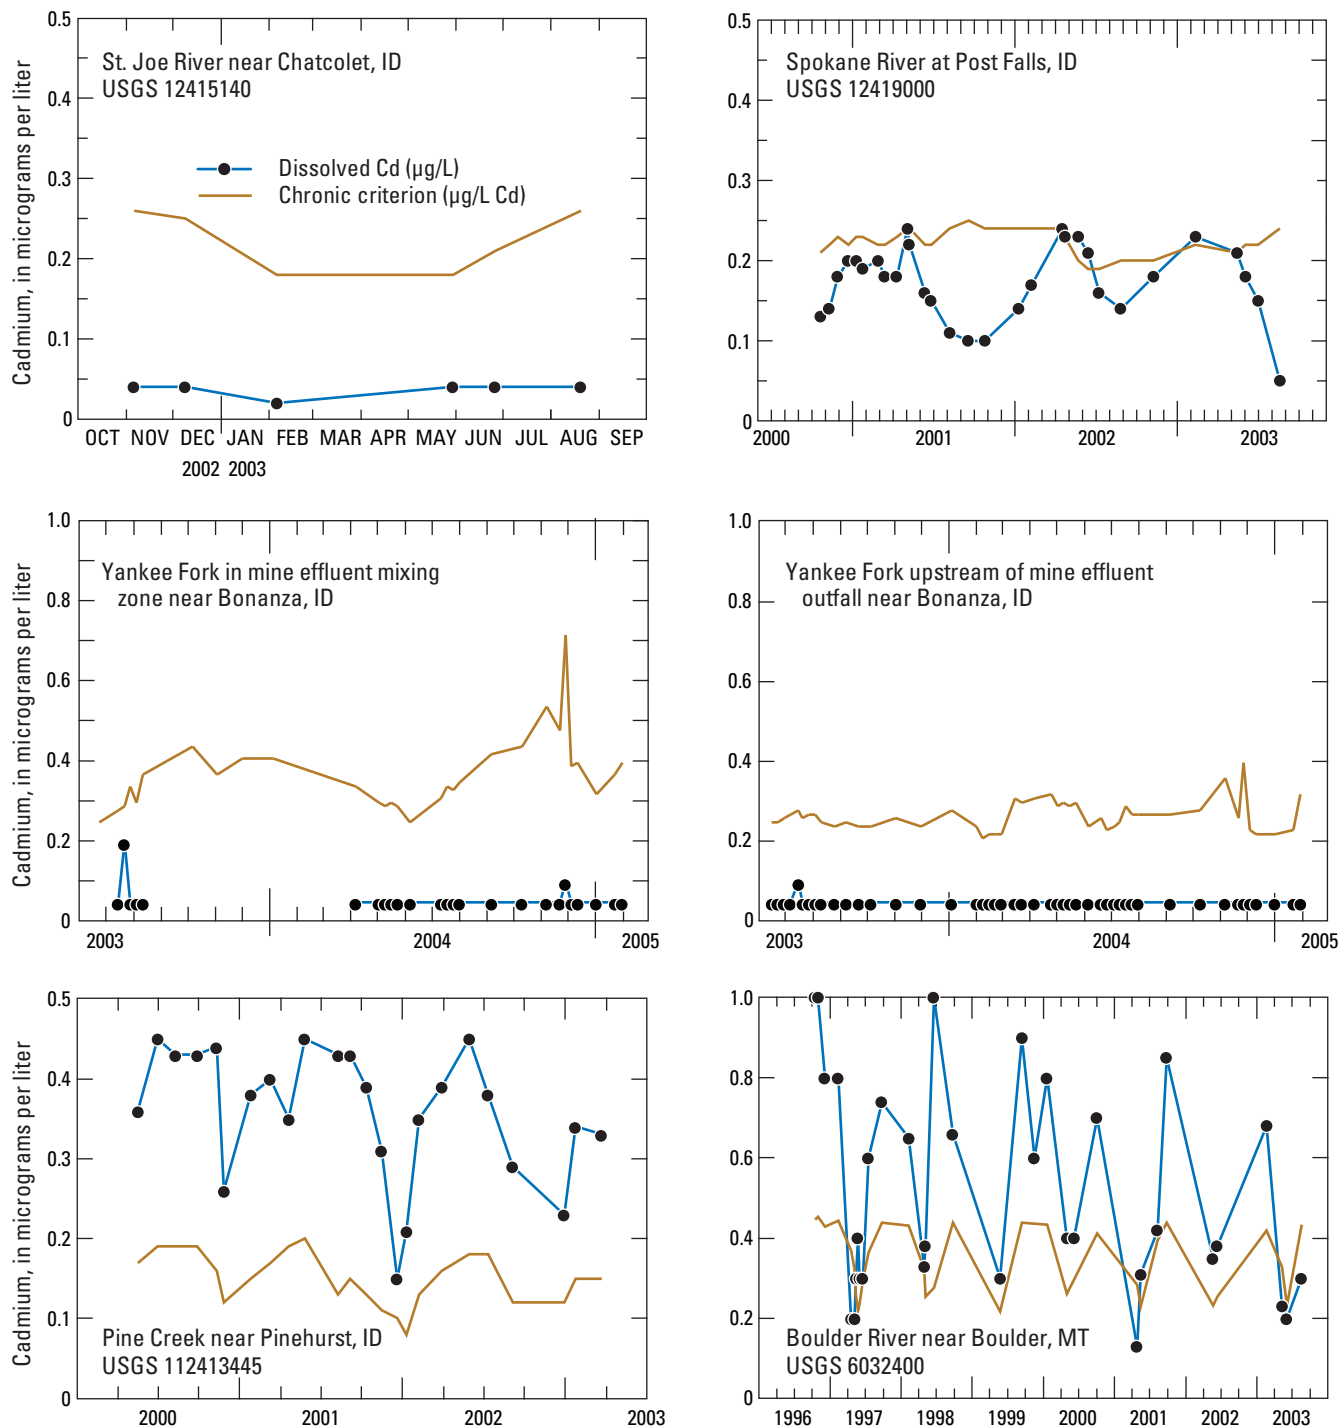 0.5
St. Joe River near Chatcolet, ID
USGS 12415140
0.4
Dissolved Cd (µg/L)
0.3
Chronic criterion (µg/L Cd)
0.2
0.1
0
Cadmium, in micrograms per liter
OCT NOV DEC JAN FEB MAR APR MAY JUN JUL AUG SEP
2002 2003
0.5
Spokane River at Post Falls, ID
USGS 12419000
0.4
0.3
0.2
0.1
0
2000 2001 2002 2003
1.0
Yankee Fork in mine effluent mixing
zone near Bonanza, ID
0.8
0.6
0.4
0.2
0
Cadmium, in micrograms per liter
2003 2004 2005
1.0
Yankee Fork upstream of mine effluent
outfall near Bonanza, ID
0.8
0.6
0.4
0.2
0
2003 2004 2005
0.5
0.4
0.3
0.2
0.1
Pine Creek near Pinehurst, ID
USGS 112413445
0
Cadmium, in micrograms per liter
2000 2001 2002 2003
1.0
0.8
0.6
0.4
0.2
Boulder River near Boulder, MT
USGS 6032400
0.0
1996 1997 1998 1999 2000 2001 2002 2003